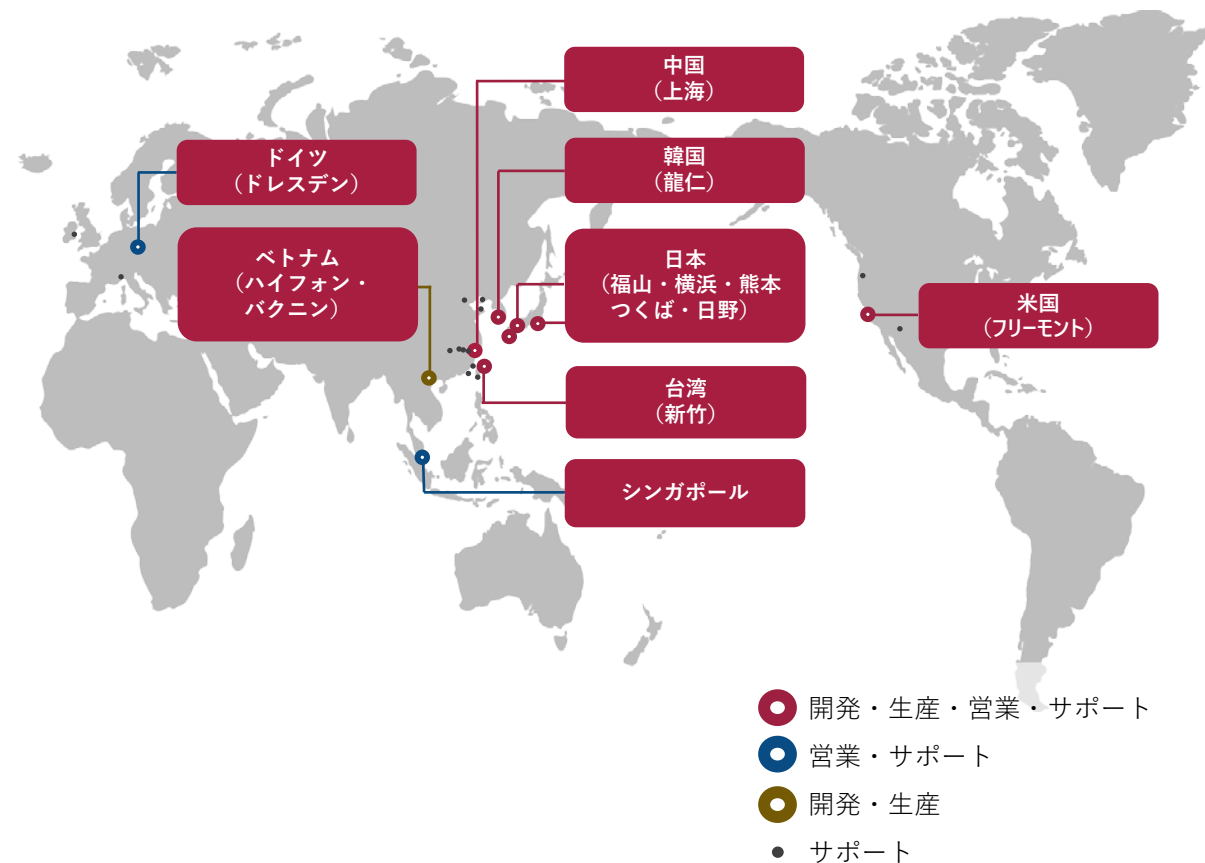 中国
（上海）
ドイツ
（ドレスデン）
韓国
（龍仁）
ベトナム
（ハイフォン・
バクニン）
日本
（福山・横浜・熊本
つくば・日野）
米国
（フリーモント）
台湾
（新竹）
シンガポール
開発・生産・営業・サポート
営業・サポート
開発・生産
サポート